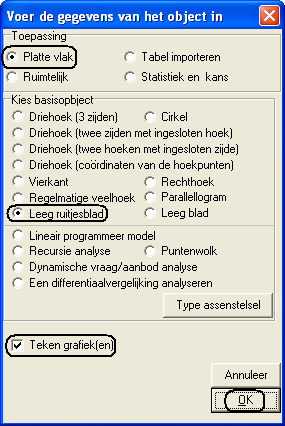 Voer de gegevens van het object in
Toepassing
Platte vlak
Tabel importeren
Ruimtelijk
Statistiek en kans
Kies basisobject
Driehoek (3 zijden)
Cirkel
Driehoek (twee zijden met ingesloten hoek)
Driehoek (twee hoeken met ingesloten zijde)
Driehoek (coördinaten van de hoekpunten)
Vierkant
Rechthoek
Regelmatige veelhoek
Parallellogram
Leeg ruitjesblad
Leeg blad
Lineair programmeer model
Recursie analyse
Puntenwolk
Dynamische vraag/aanbod analyse
Een differentiaalvergelijking analyseren
Type assenstelsel
Teken grafiek(en)
Annuleer
OK